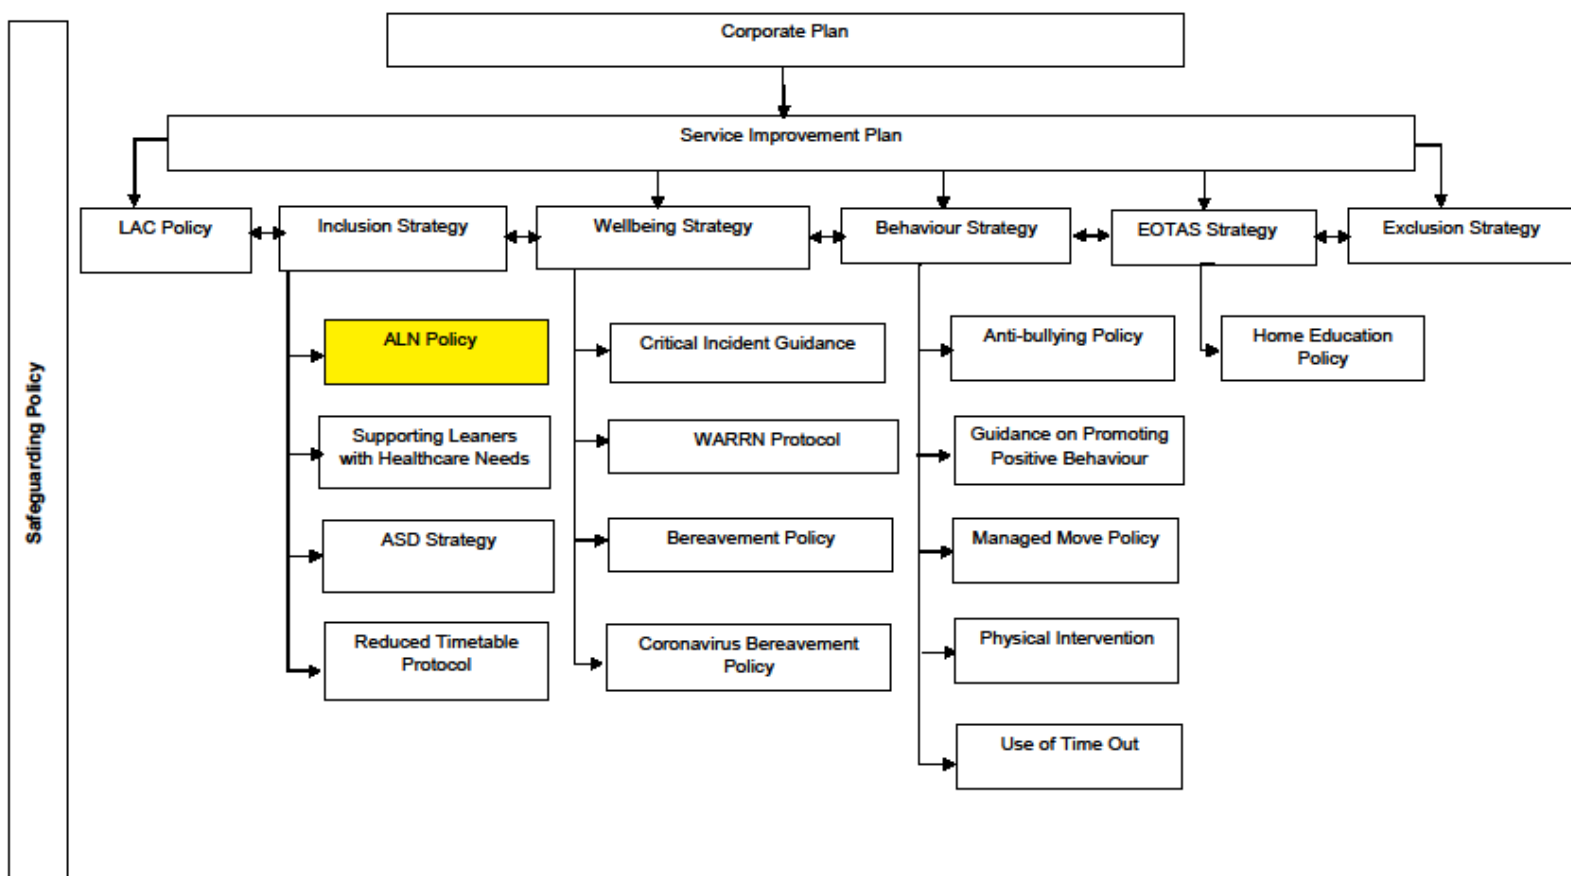 Safeguarding Policy
Corporate Plan
Service Improvement Plan
LAC Policy
Inclusion Strategy
Wellbeing Strategy
Behaviour Strategy
EOTAS Strategy
Exclusion Strategy
ALN Policy
Supporting Leaners
with Healthcare Needs
ASD Strategy
Reduced Timetable
Protocol
Critical Incident Guidance
WARRN Protocol
Bereavement Policy
Coronavirus Bereavement
Policy
Anti-bullying Policy
Guidance on Promoting
Positive Behaviour
Managed Move Policy
Physical Intervention
Use of Time Out
Home Education
Policy